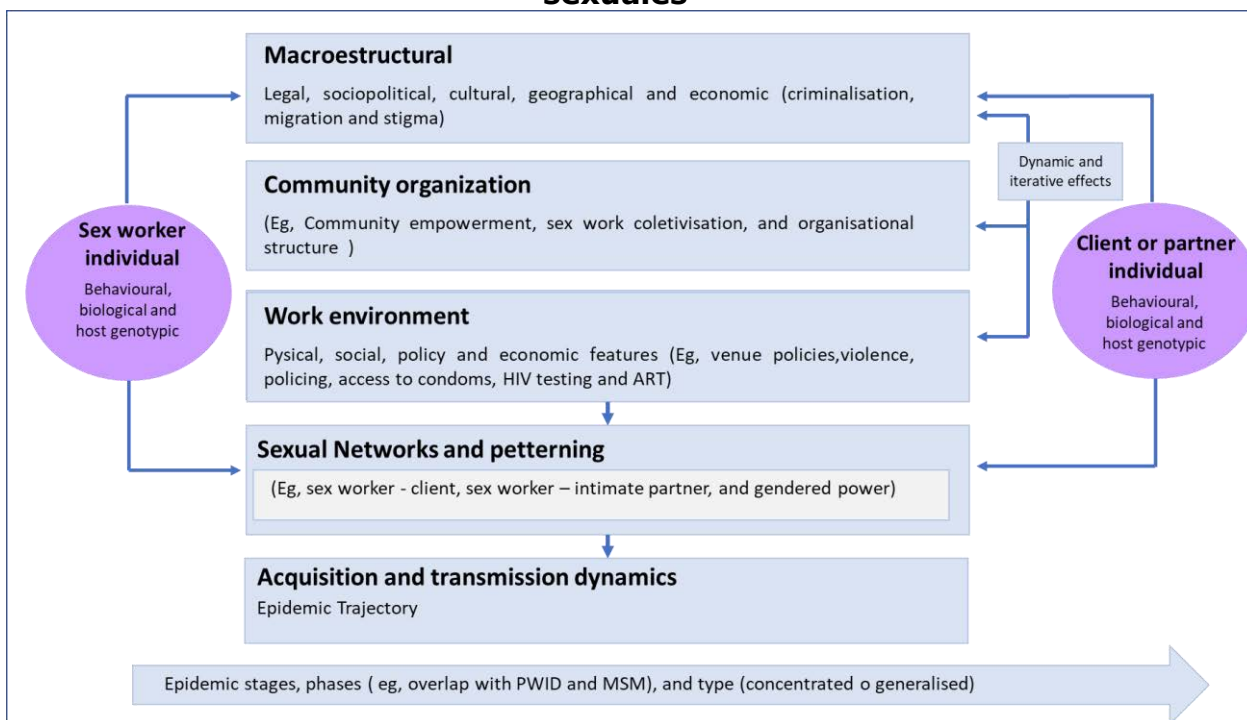 sexuales
Macroestructural
Legal, sociopolitical, cultural, geographical and economic (criminalisation,
migration and stigma)
Dynamic and
iterative effects
Community organization
(Eg, Community empowerment, sex work coletivisation, and organisational
structure )
Sex worker
individual
Behavioural,
biological and
host genotypic
Client or partner
individual
Behavioural,
biological and
host genotypic
Work environment
Pysical, social, policy and economic features (Eg, venue policies,violence,
policing, access to condoms, HIV testing and ART)
Sexual Networks and petterning
(Eg, sex worker - client, sex worker – intimate partner, and gendered power)
Acquisition and transmission dynamics
Epidemic Trajectory
Epidemic stages, phases ( eg, overlap with PWID and MSM), and type (concentrated o generalised)